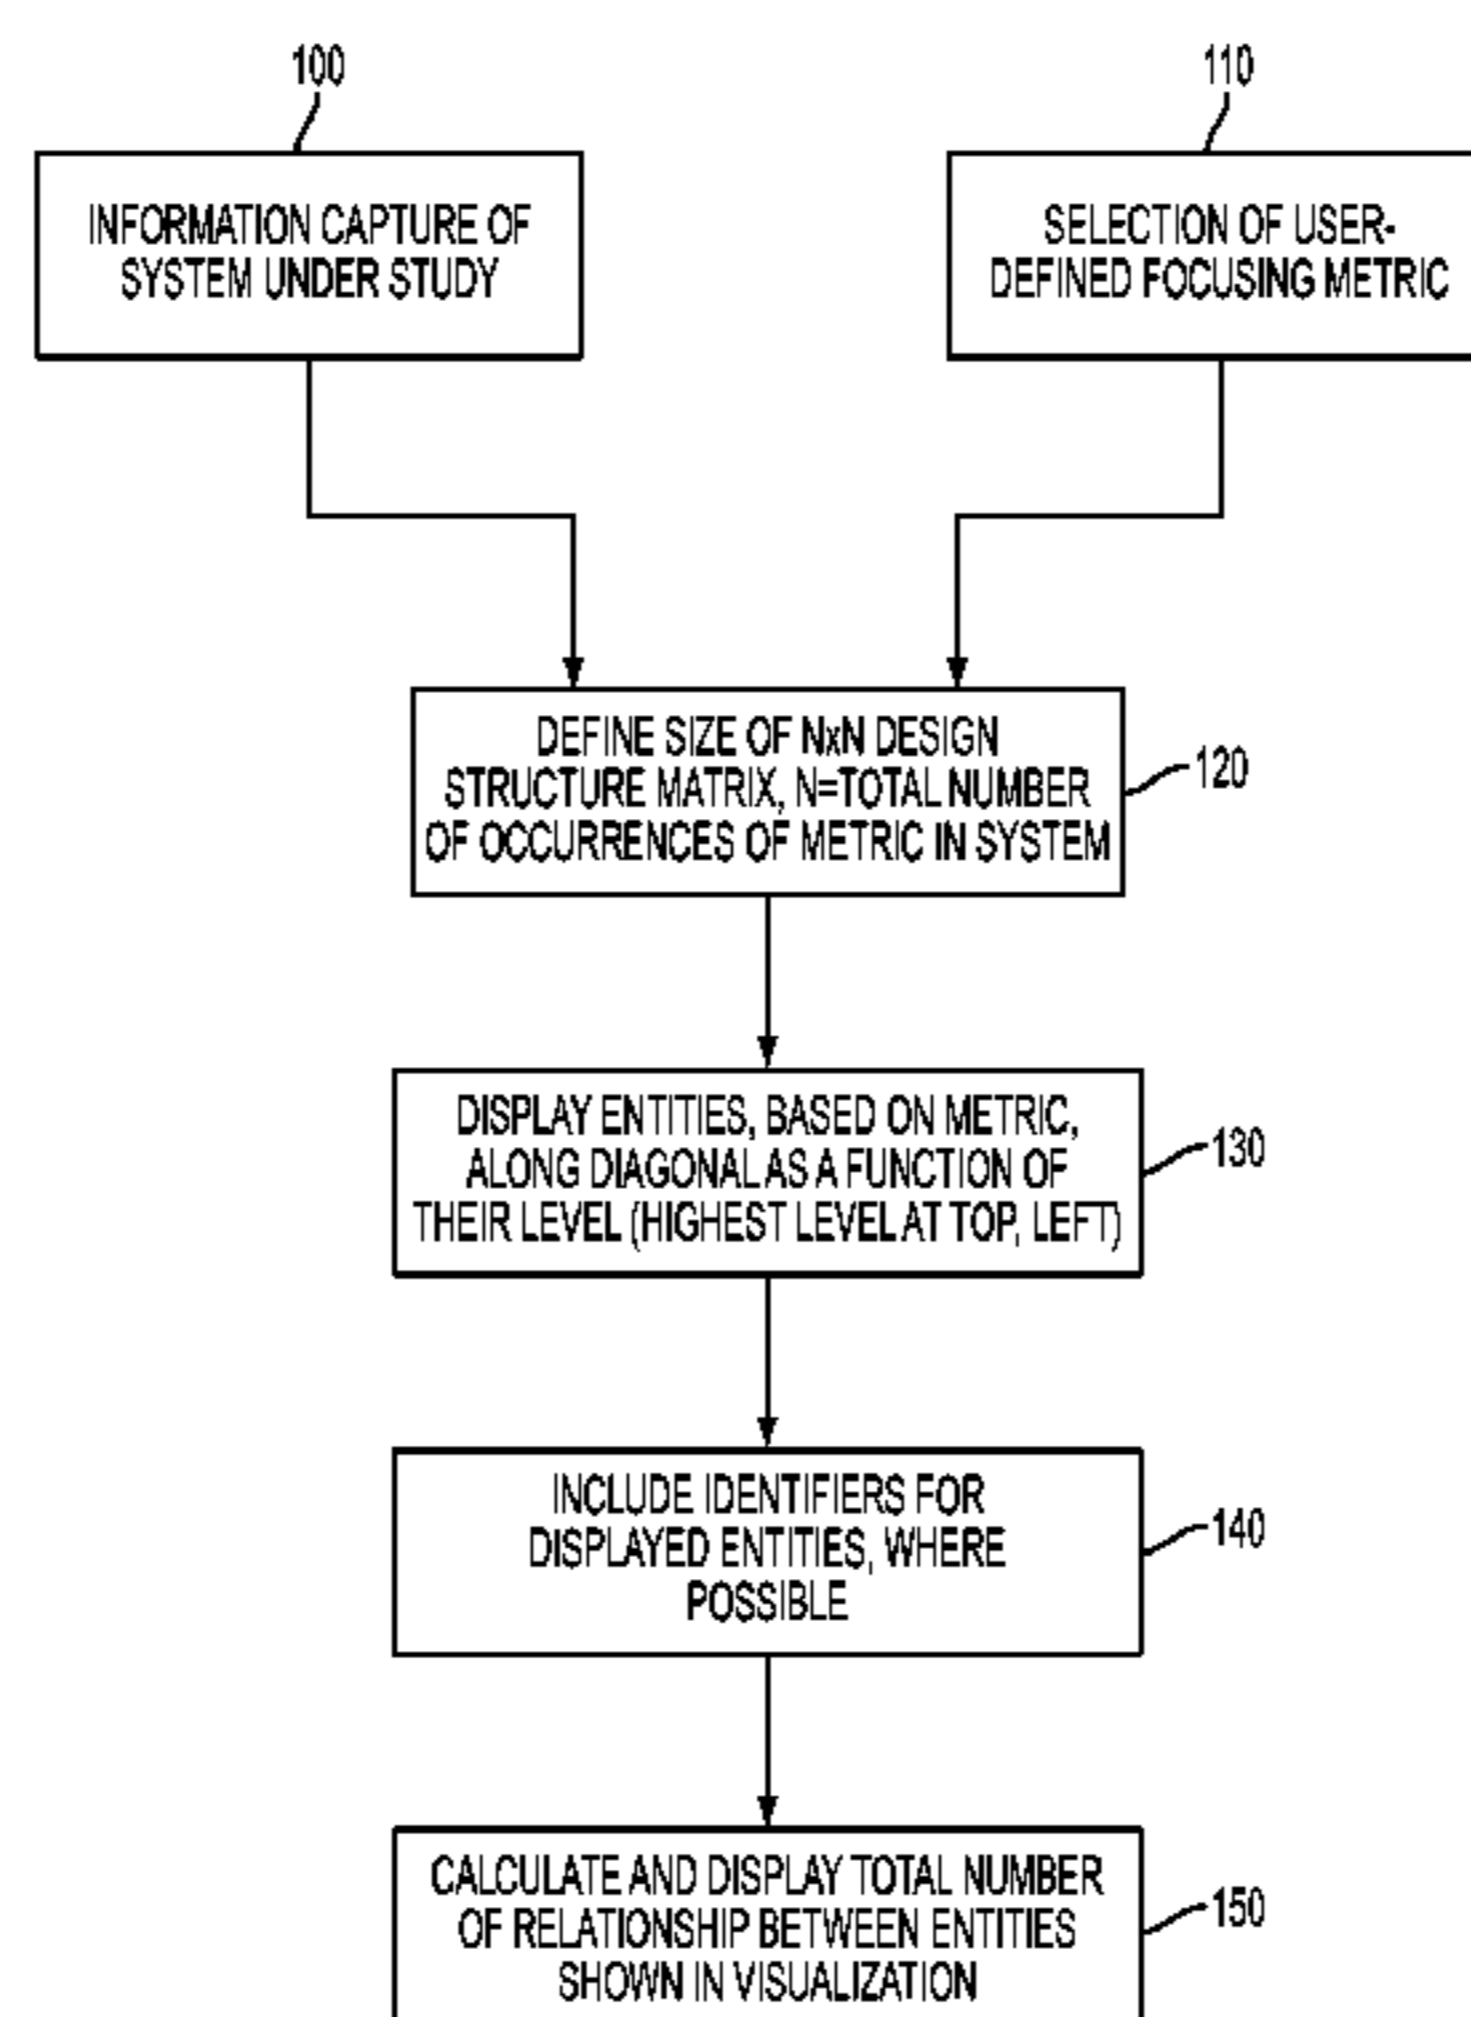 100
INFORMATION CAPTURE OF
SYSTEM UNDER STUDY
110
SELECTION OF USER-
DEFINED FOCUSING METRIC
DEFINE SIZE OF NxN DESIGN
STRUCTURE MATRIX, N=TOTAL NUMBER
OF OCCURRENCES OF METRIC IN SYSTEM
120
DISPLAY ENTITIES, BASED ON METRIC,
ALONG DIAGONAL AS A FUNCTION OF
THEIR LEVEL (HIGHEST LEVEL AT TOP, LEFT)
130
INCLUDE IDENTIFIERS FOR
DISPLAYED ENTITIES, WHERE
POSSIBLE
140
CALCULATE AND DISPLAY TOTAL NUMBER
OF RELATIONSHIP BETWEEN ENTITIES
SHOWN IN VISUALIZATION
150